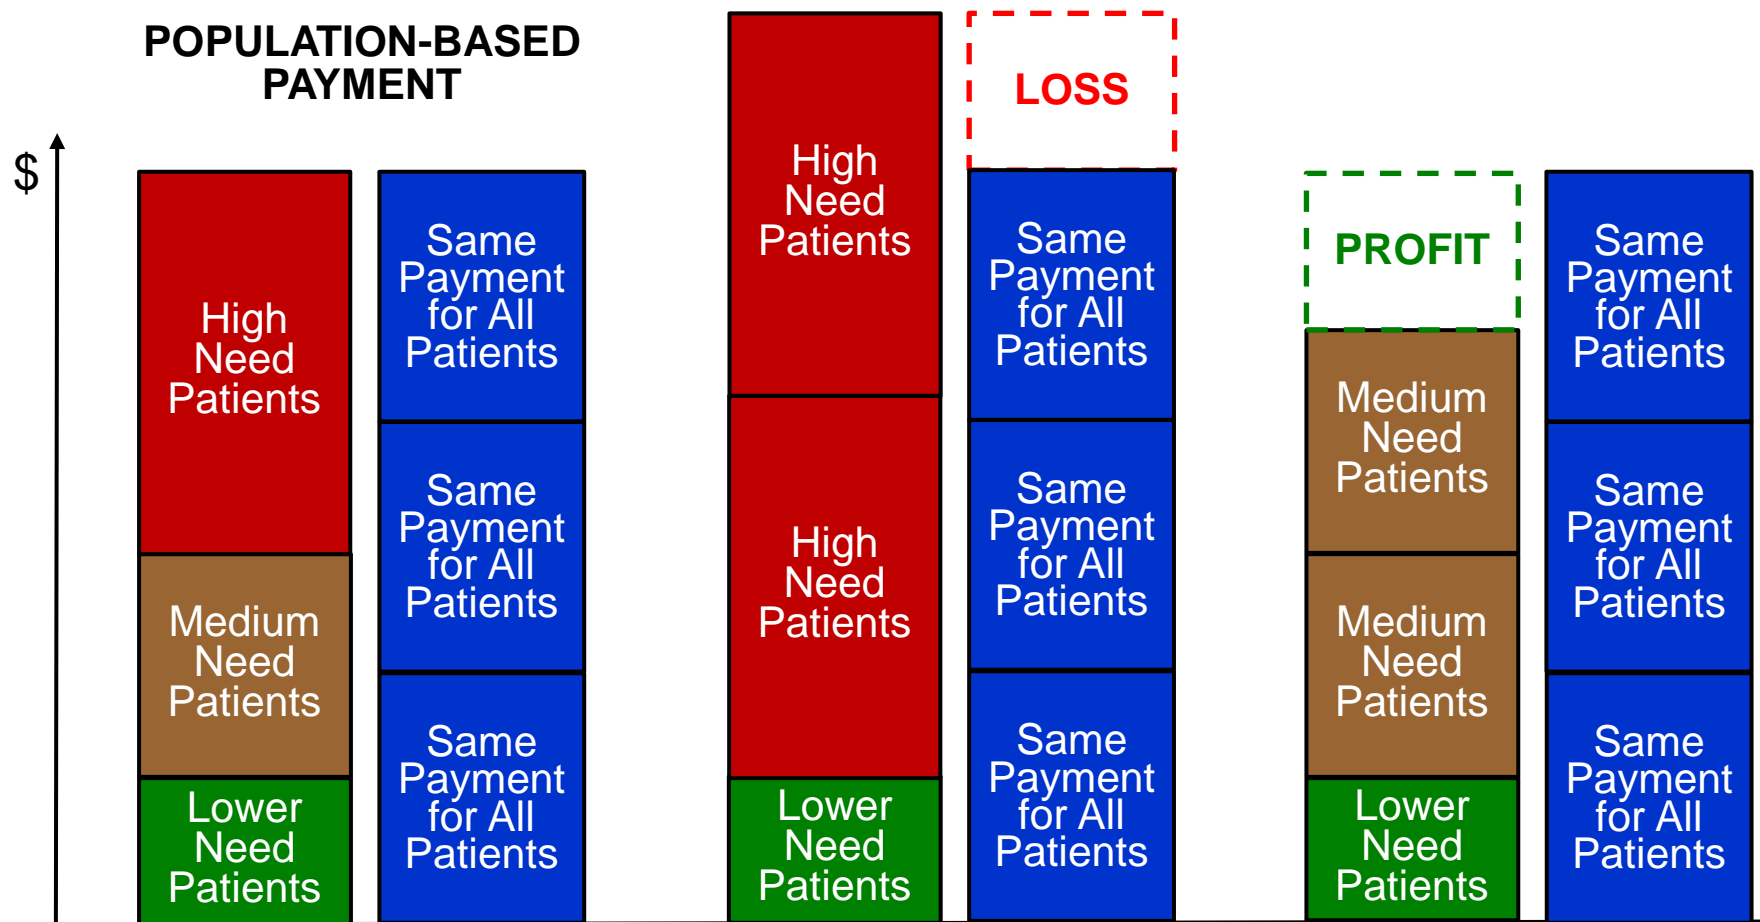 POPULATION-BASED
PAYMENT
$
High
Need
Patients
Medium
Need
Patients
Lower
Need
Patients
Same
Payment
for All
Patients
Same
Payment
for All
Patients
Same
Payment
for All
Patients
High
Need
Patients
High
Need
Patients
Lower
Need
Patients
LOSS
Same
Payment
for All
Patients
Same
Payment
for All
Patients
Same
Payment
for All
Patients
PROFIT
Medium
Need
Patients
Medium
Need
Patients
Lower
Need
Patients
Same
Payment
for All
Patients
Same
Payment
for All
Patients
Same
Payment
for All
Patients